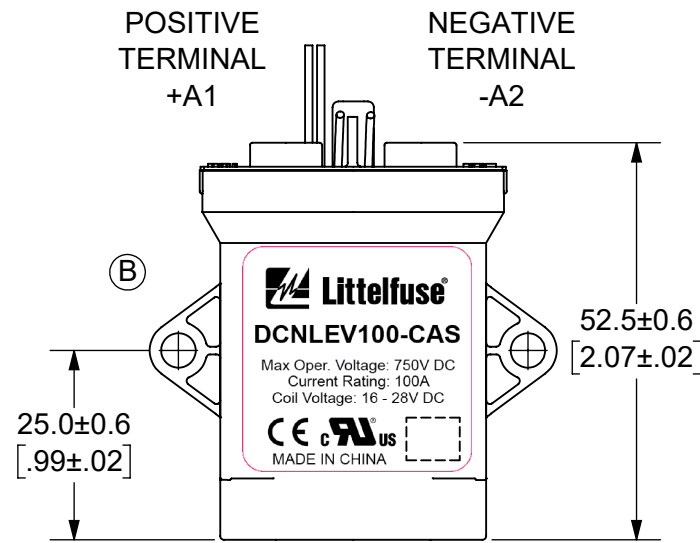 POSITIVE
TERMINAL
+A1
NEGATIVE
TERMINAL
-A2
B
Littelfuse®
DCNLEV100-CAS
Max Oper. Voltage: 750V DC
Current Rating: 100A
Coil Voltage: 16 - 28V DC
CE c RU® US
MADE IN CHINA
52.5±0.6
[2.07±.02]
25.0±0.6
[.99±.02]